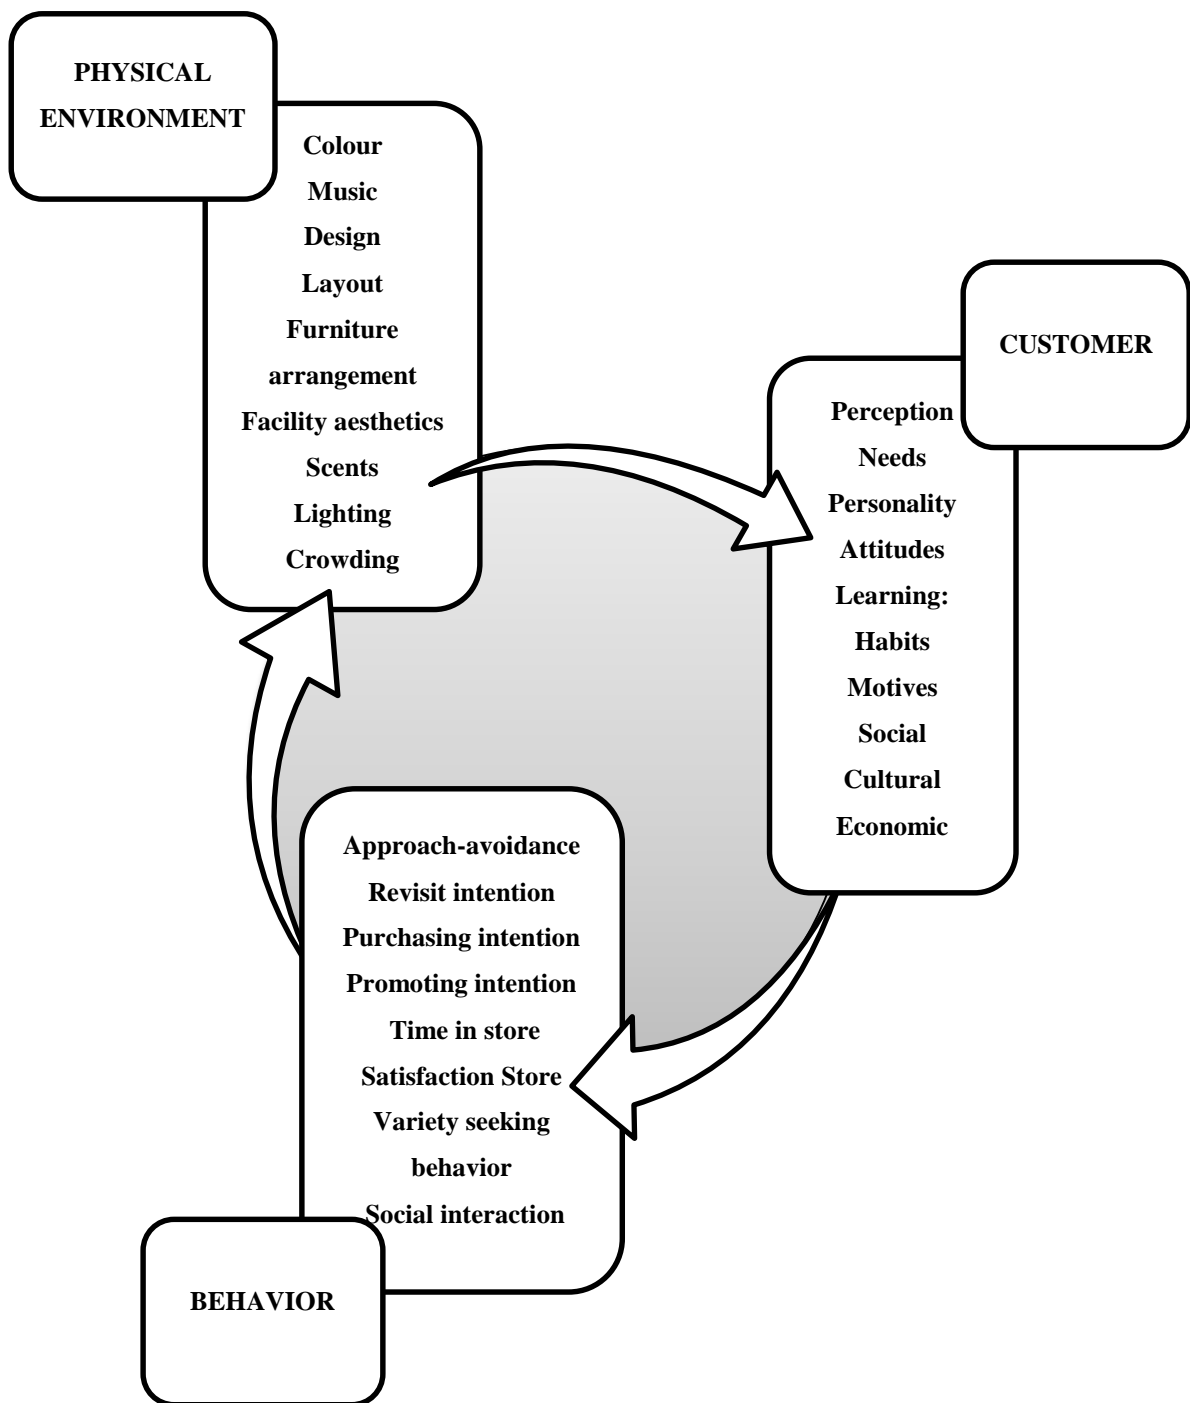 PHYSICAL
ENVIRONMENT
Colour
Music
Design
Layout
Furniture
arrangement
Facility aesthetics
Scents
Lighting
Crowding
CUSTOMER
Perception
Needs
Personality
Attitudes
Learning:
Habits
Motives
Social
Cultural
Economic
Approach-avoidance
Revisit intention
Purchasing intention
Promoting intention
Time in store
Satisfaction Store
Variety seeking
behavior
Social interaction
BEHAVIOR